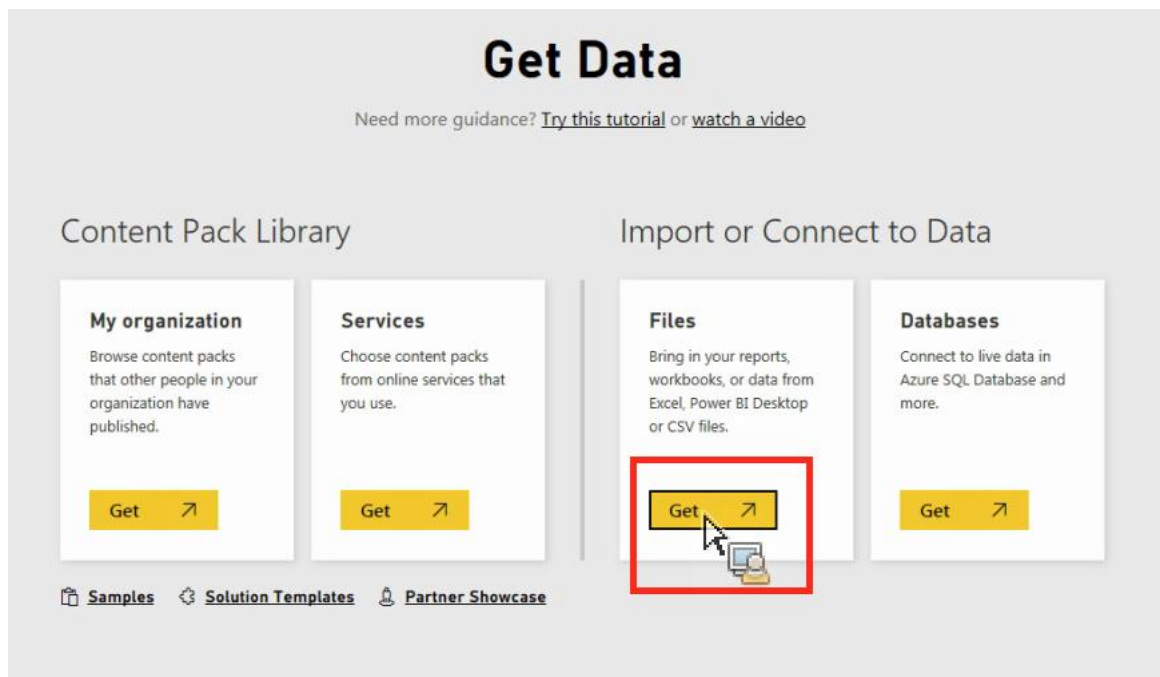 Get Data
Need more guidance? Try this tutorial or watch a video
Content Pack Library
My organization
Browse content packs
that other people in your
organization have
published.
Get
Services
Choose content packs
from online services that
you use.
Get
Samples
Solution Templates
Partner Showcase
Import or Connect to Data
Files
Bring in your reports,
workbooks, or data from
Excel, Power BI Desktop
or CSV files.
Get
Databases
Connect to live data in
Azure SQL Database and
more.
Get